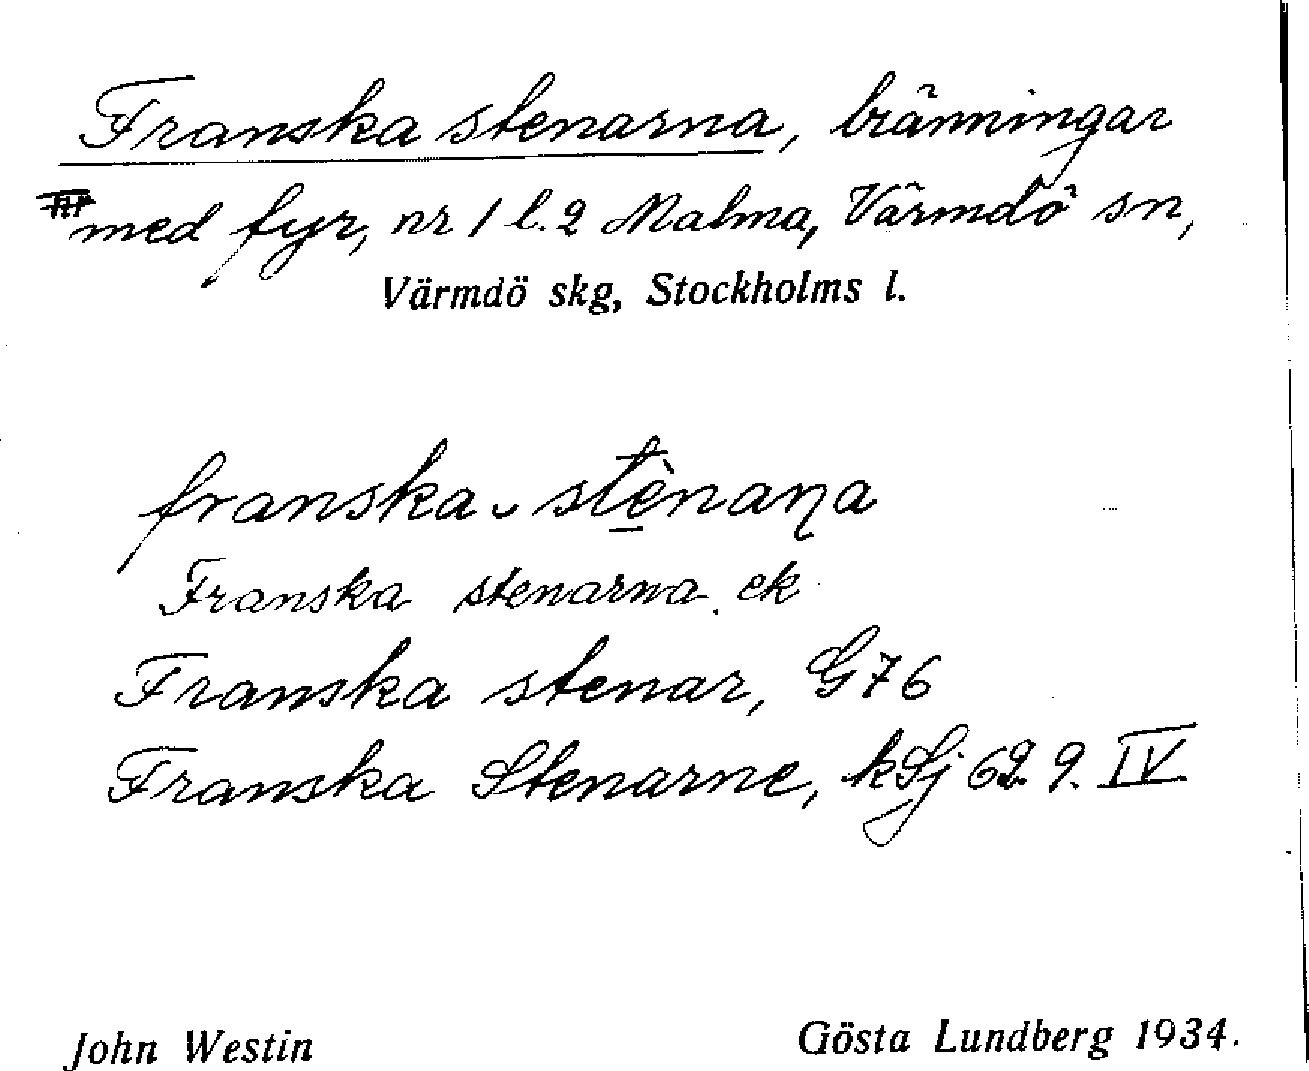 Franska stenarna, bränningar
med fyr, nr 1 l. 2 Malma, Värmdö sn,
Värmdö skg, Stockholms l.
franska ᴗ stènaɳa
Franska stenarna. ek
Franska stenar, G76
Franska Stenarne, kSj 62 9. IV
John Westin
Gösta Lundberg 1934.